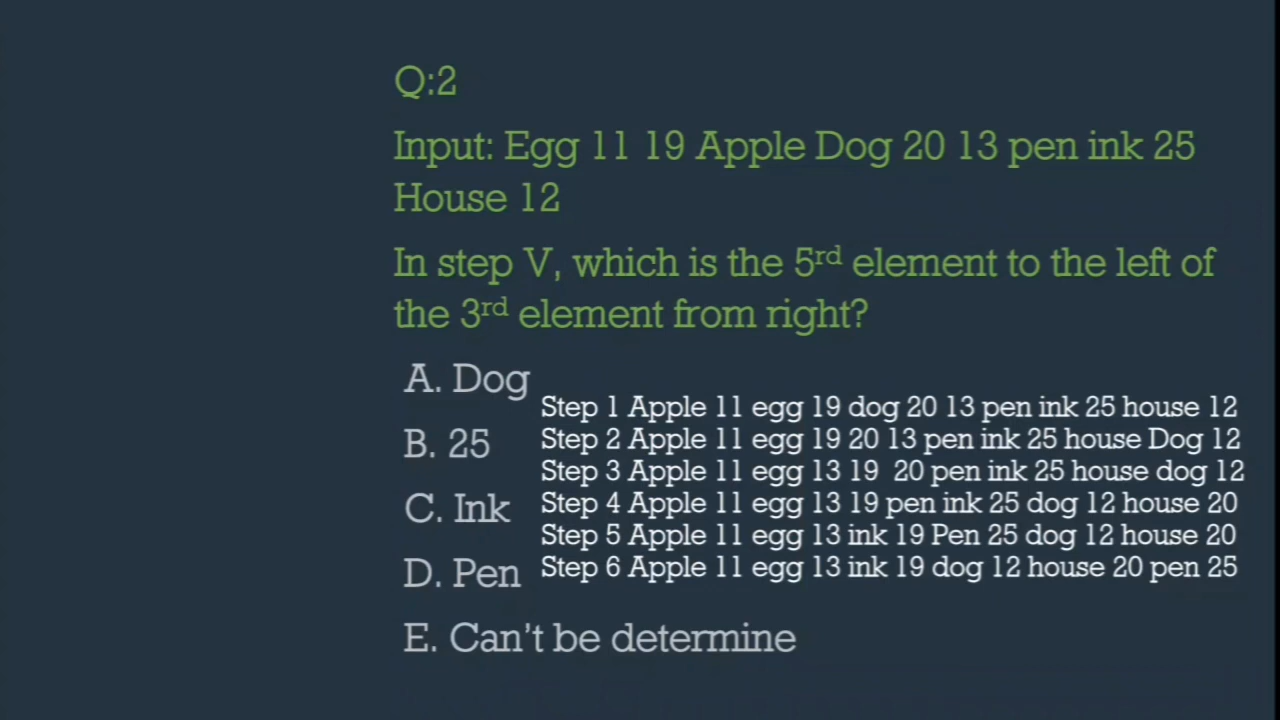 Q:2
Input: Egg 11 19 Apple Dog 20 13 pen ink 25
House 12
In step V, which is the 5rd element to the left of
the 3rd element from right?
A. Dog
B. 25
C. Ink
D. Pen
E. Can't be determine
Step 1 Apple 11 egg 19 dog 20 13 pen ink 25 house 12
Step 2 Apple 11 egg 19 20 13 pen ink 25 house Dog 12
Step 3 Apple 11 egg 13 19 20 pen ink 25 house dog 12
Step 4 Apple 11 egg 13 19 pen ink 25 dog 12 house 20
Step 5 Apple 11 egg 13 ink 19 Pen 25 dog 12 house 20
Step 6 Apple 11 egg 13 ink 19 dog 12 house 20 pen 25